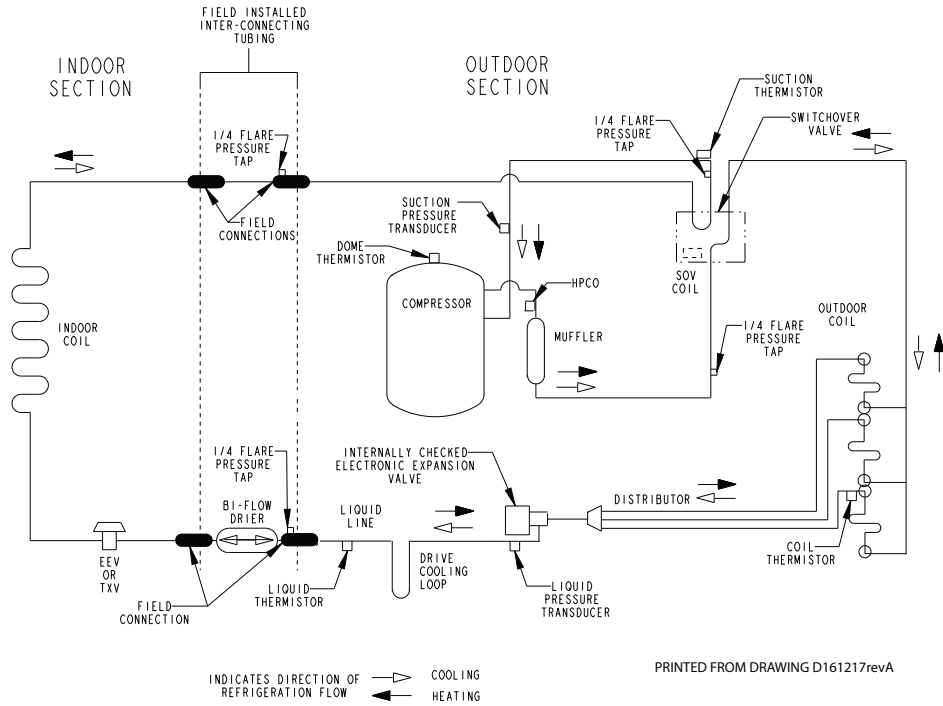 FIELD INSTALLED
INTER-CONNECTING
TUBING
INDOOR
SECTION
OUTDOOR
SECTION
SUCTION
THERMISTOR
1/4 FLARE
PRESSURE
TAP
SWITCHOVER
VALVE
1/4 FLARE
PRESSURE
TAP
FIELD
CONNECTIONS
SUCTION
PRESSURE
TRANSDUCER
DOME
THERMISTOR
COMPRESSOR
HPCO
SOV
COIL
MUFFLER
INDOOR
COIL
OUTDOOR
COIL
1/4 FLARE
PRESSURE
TAP
1/4 FLARE
PRESSURE
TAP
BI-FLOW
DRIER
LIQUID
LINE
INTERNALLY CHECKED
ELECTRONIC EXPANSION
VALVE
DISTRIBUTOR
COIL
THERMISTOR
EEV
OR
TXV
FIELD
CONNECTION
LIQUID
THERMISTOR
DRIVE
COOLING
LOOP
LIQUID
PRESSURE
TRANSDUCER
PRINTED FROM DRAWING D161217revA
INDICATES DIRECTION OF
REFRIGERATION FLOW
COOLING
HEATING